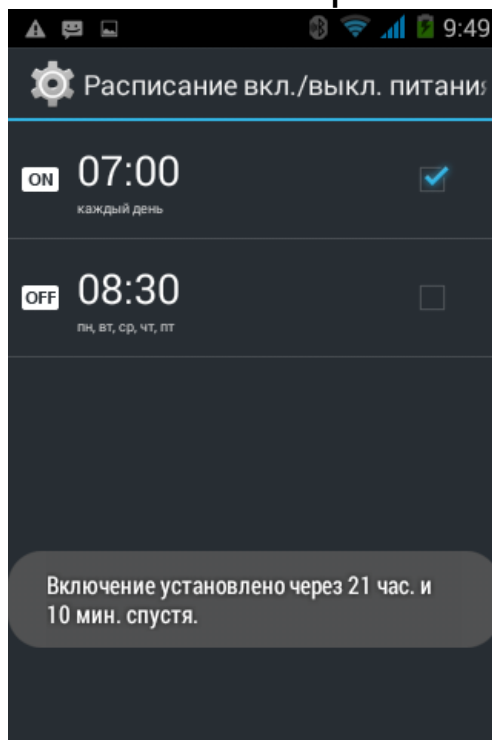 9:49
Расписание вкл./выкл. питания
ON 07:00
каждый день
OFF 08:30
пн, вт, ср, чт, пт
Включение установлено через 21 час. и
10 мин. спустя.